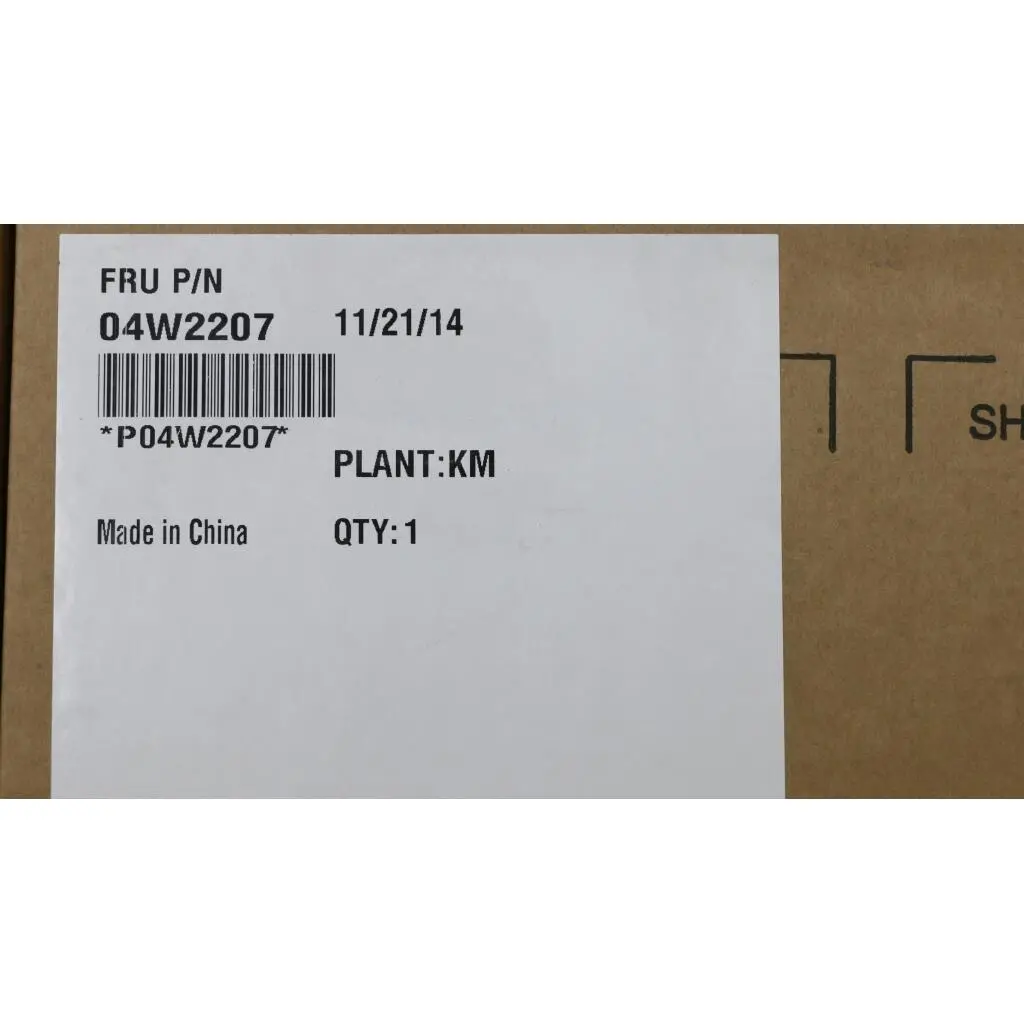 FRU P/N
04W2207 11/21/14
*P04W2207*
PLANT:KM
Made in China QTY: 1
SH